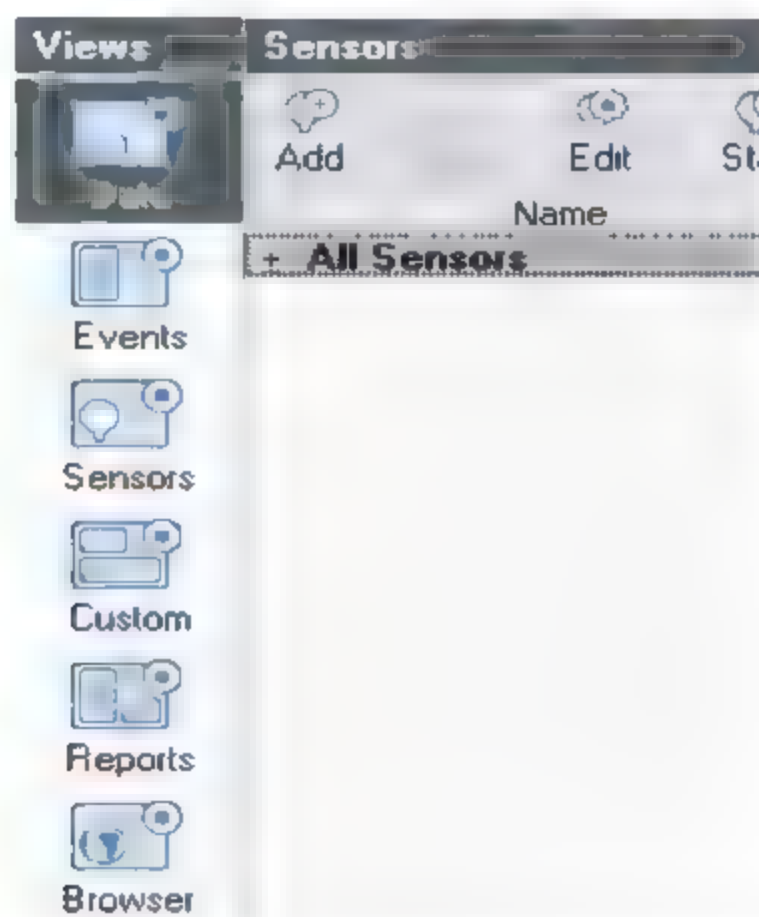 Views
Sensors
Add
Edit
Name
+ All Sensors
Events
Sensors
Custom
Reports
Browser